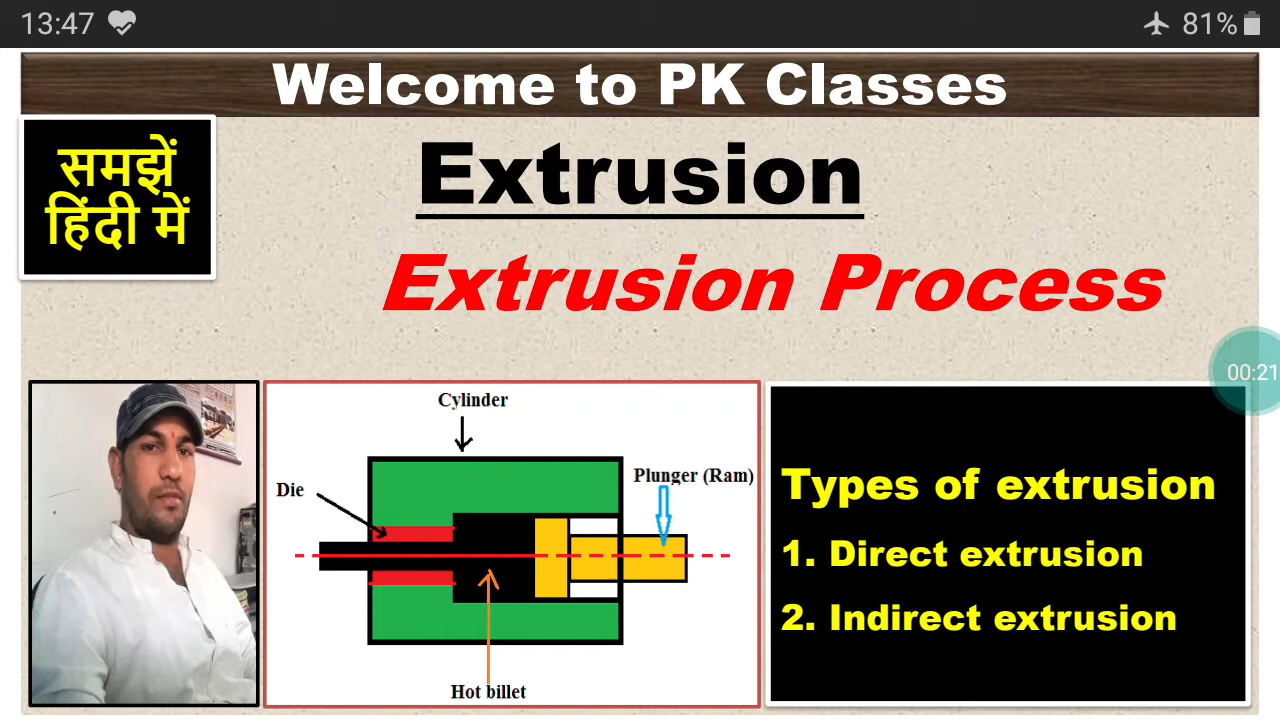 13:47
81%
Welcome to PK Classes
समझें
हिंदी में
Extrusion
Extrusion Process
00:21
Cylinder
Plunger (Ram)
Die
Hot billet
Types of extrusion
1. Direct extrusion
2. Indirect extrusion